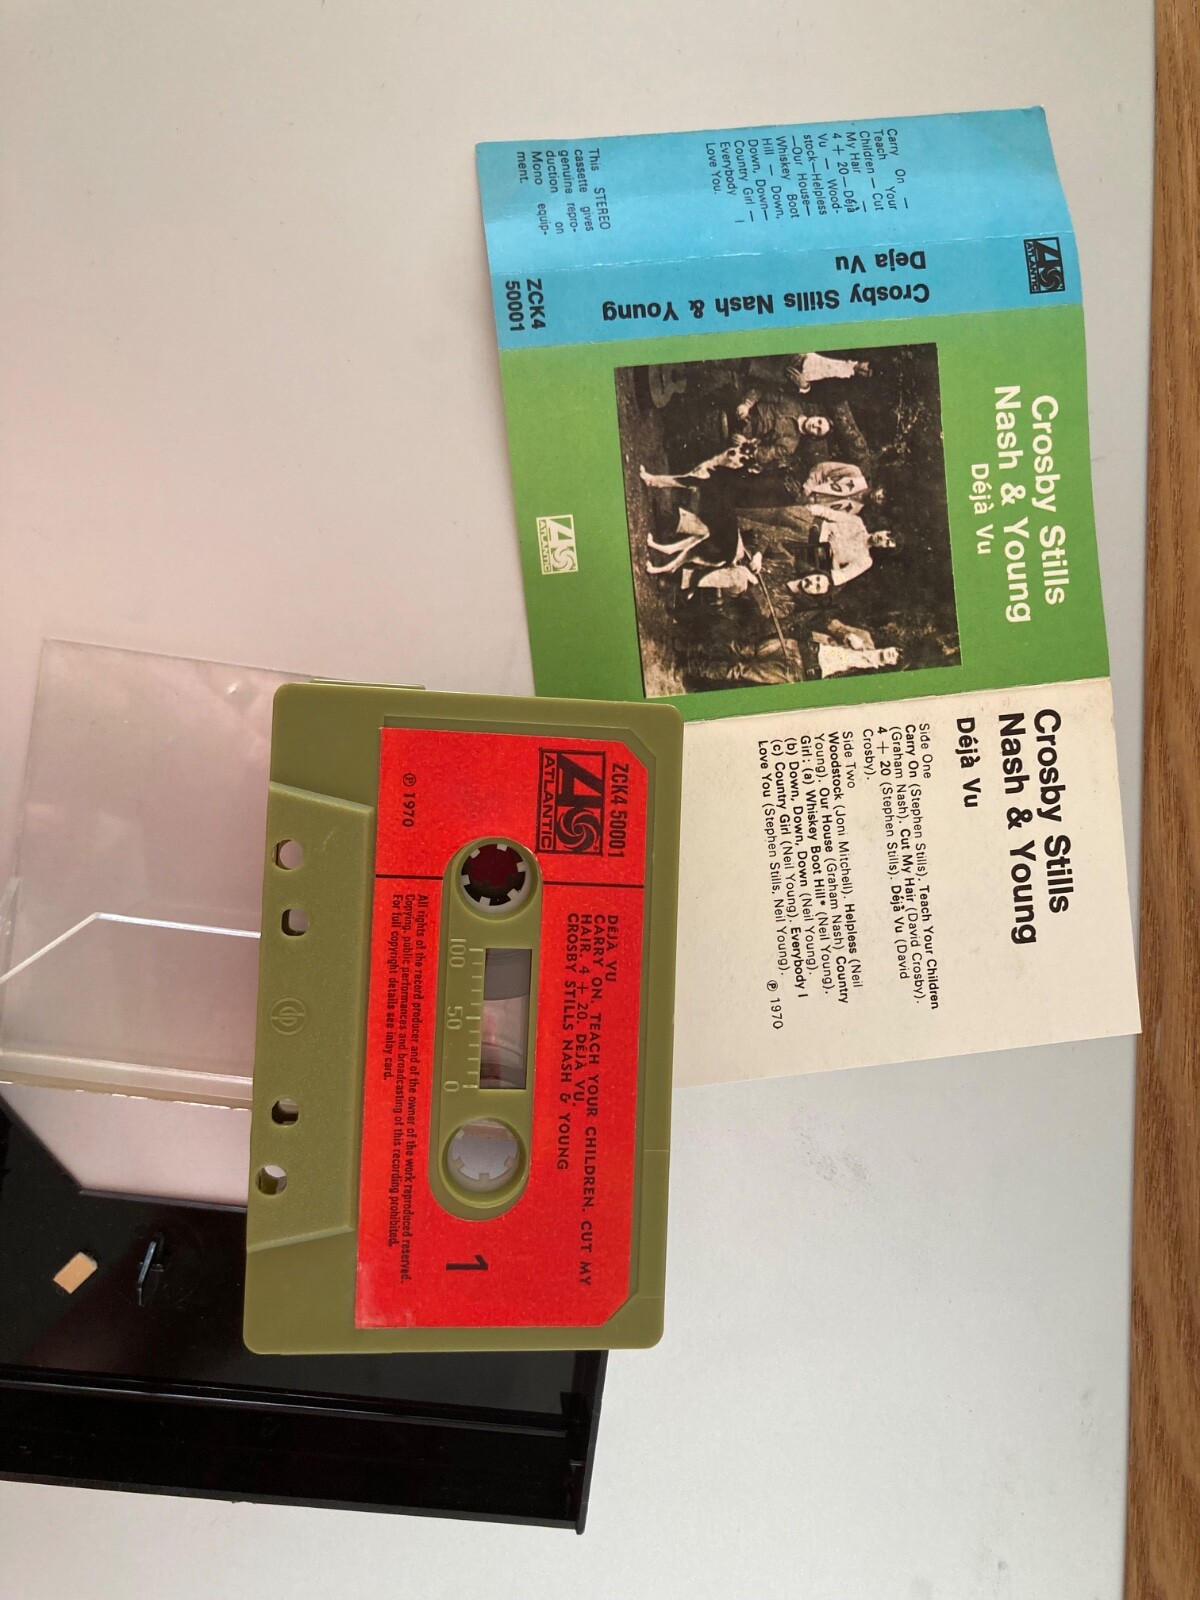 Carry On —
Teach Your
Children — Cut
My Hair —
4 + 20—Déjà
Vu — Wood-
stock—Helpless
—Our House—
Whiskey Boot
Hill — Down,
Down, Down—
Country Girl — I
Everybody
Love You.
This STEREO
cassette gives
genuine repro-
duction on
Mono equip-
ment.
ATLANTIC
Crosby Stills Nash & Young
Deja Vu
ZCK4
50001
Crosby Stills
Nash & Young
Déjà Vu
ATLANTIC
Crosby Stills
Nash & Young
Déjà Vu
Side One
Carry On (Stephen Stills). Teach Your Children
(Graham Nash). Cut My Hair (David Crosby).
4 + 20 (Stephen Stills). Déjà Vu (David
Crosby).
Side Two
Woodstock (Joni Mitchell). Helpless (Neil
Young). Our House (Graham Nash) Country
Girl: (a) Whiskey Boot Hill* (Neil Young).
(b) Down, Down, Down (Neil Young).
(c) Country Girl (Neil Young). Everybody I
Love You (Stephen Stills, Neil Young).
℗ 1970
ZCK4 50001
ATLANTIC
℗ 1970
DÉJÀ VU
CARRY ON. TEACH YOUR CHILDREN. CUT MY
HAIR. 4 + 20. DÉJÀ VU.
CROSBY STILLS NASH & YOUNG
100 50 0
1
All rights of the record producer and of the owner of the work reproduced reserved.
Copying, public performances and broadcasting of this recording prohibited.
For full copyright details see inlay card.